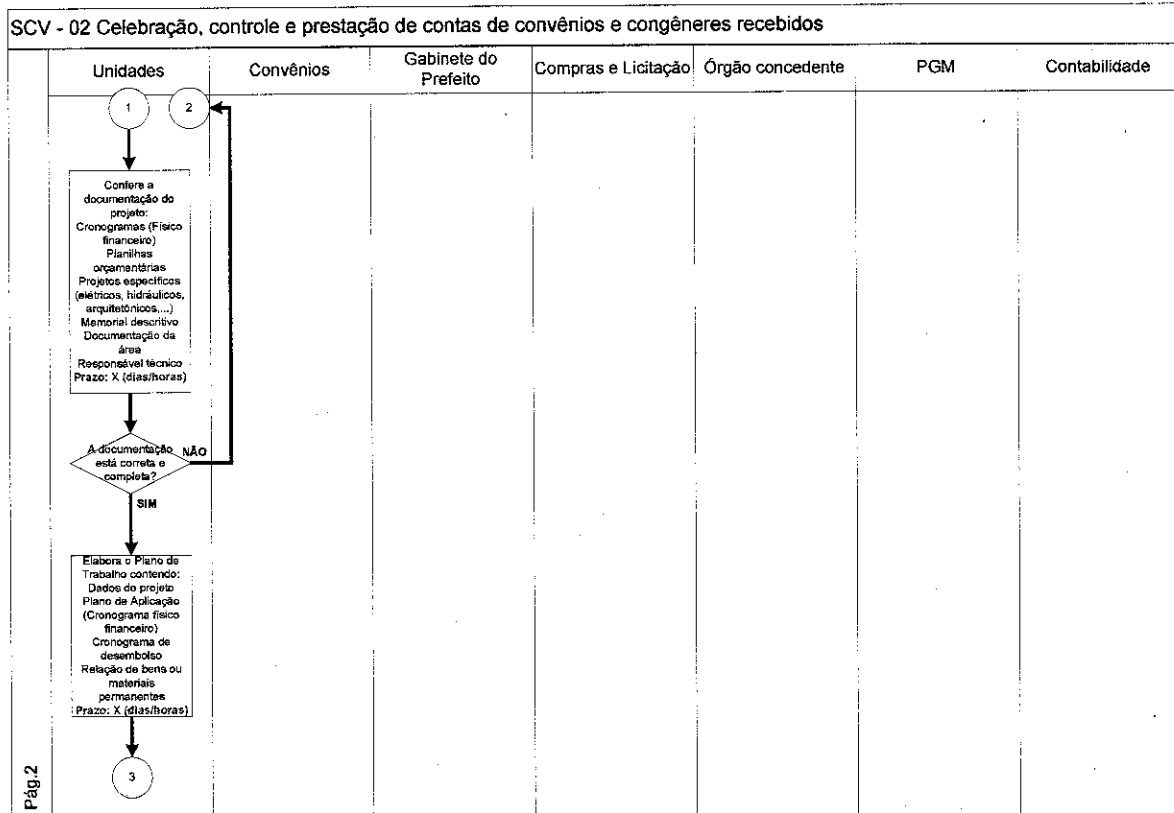 SCV - 02 Celebração, controle e prestação de contas de convênios e congêneres recebidos
Unidades
Convênios
Gabinete do
Prefeito
Compras e Licitação
Órgão concedente
PGM
Contabilidade
1
2
Confere a
documentação do
projeto:
Cronogramas (Físico
financeiro)
Planilhas
orçamentárias
Projetos específicos
(elétricos, hidráulicos,
arquitetônicos,...)
Memorial descritivo
Documentação da
área
Responsável técnico
Prazo: X (dias/horas)
A documentação
está correta e
completa?
NÃO
SIM
Elabora o Plano de
Trabalho contendo:
Dados do projeto
Plano de Aplicação
(Cronograma físico
financeiro)
Cronograma de
desembolso
Relação de bens ou
materiais
permanentes
Prazo: X (dias/horas)
3
Pág.2